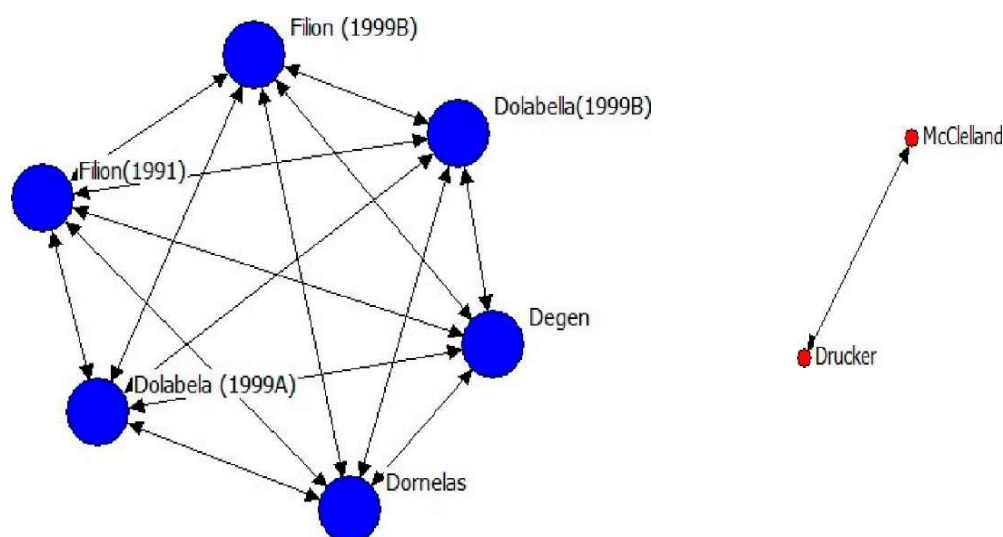 Filion (1999B)
Dolabella(1999B)
McClelland
Filion(1991)
Degen
Drucker
Dolabela (1999A)
Dornelas